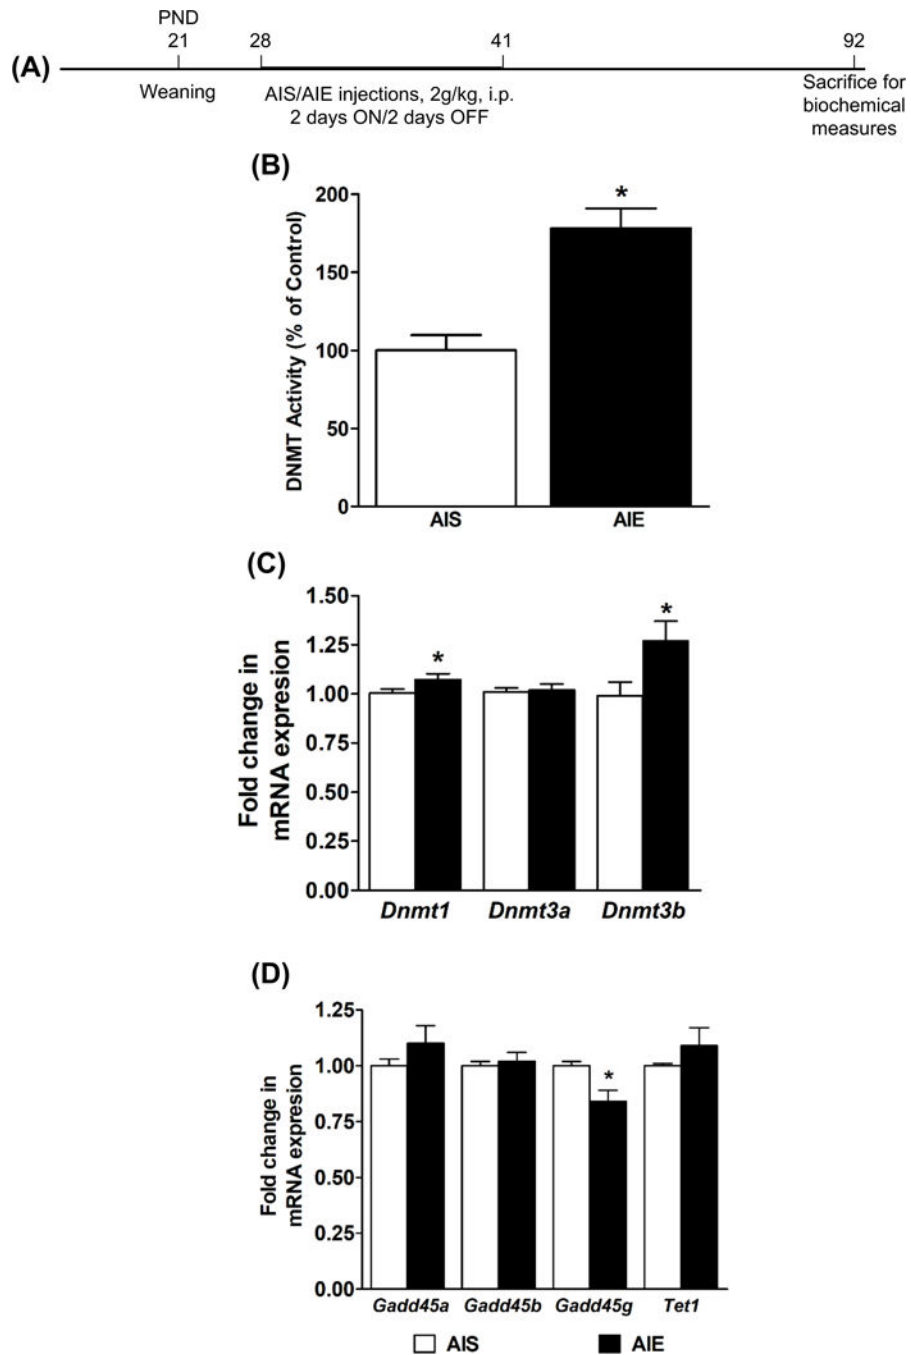 PND
21 28 41 92
(A)
Weaning
AIS/AIE injections, 2g/kg, i.p.
2 days ON/2 days OFF
Sacrifice for
biochemical
measures
(B)
DNMT Activity (% of Control)
200
150
100
50
0
*
AIS AIE
(C)
Fold change in
mRNA expresion
1.50
1.25
1.00
0.75
0.50
0.25
0.00
* *
Dnmt1 Dnmt3a Dnmt3b
(D)
Fold change in
mRNA expresion
1.25
1.00
0.75
0.50
0.25
0.00
*
Gadd45a Gadd45b Gadd45g Tet1
AIS AIE